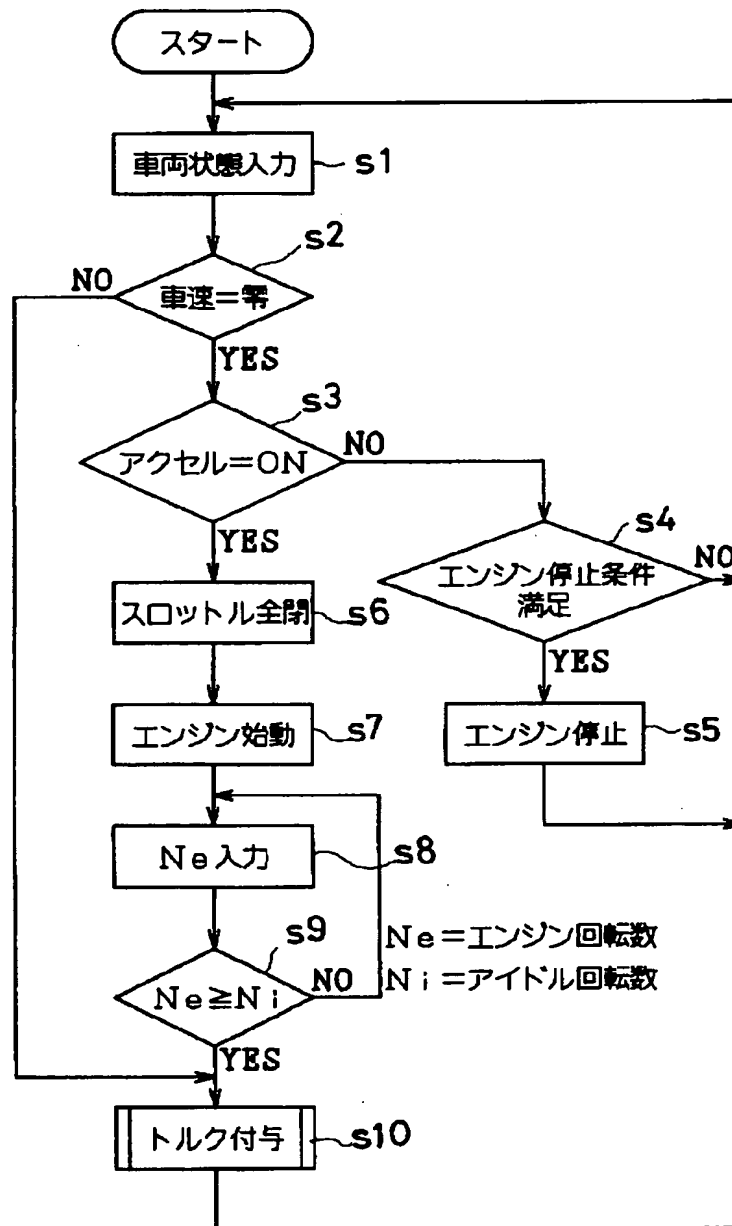 スタート
車両状態入力
s1
s2
NO
車速＝零
YES
s3
アクセル＝ON
NO
YES
s4
エンジン停止条件
満足
NO
YES
スロットル全閉
s6
エンジン始動
s7
エンジン停止
s5
Ne入力
s8
s9
Ne≧Ni
NO
YES
Ne＝エンジン回転数
Ni＝アイドル回転数
トルク付与
s10